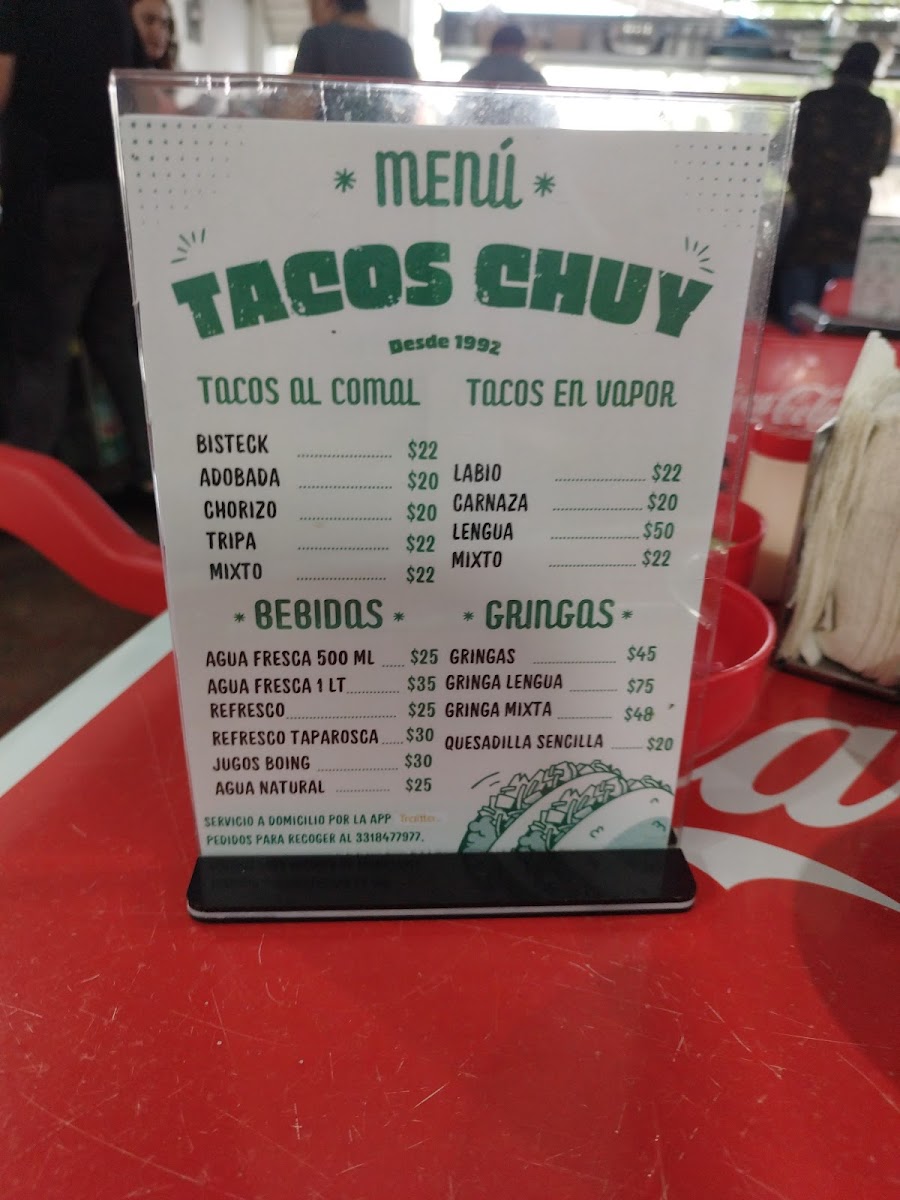 MENÚ
TACOS CHUY
Desde 1992
TACOS AL COMAL
BISTECK $22
ADOBADA $20
CHORIZO $20
TRIPA $22
MIXTO $22
TACOS EN VAPOR
LABIO $22
CARNAZA $20
LENGUA $50
MIXTO $22
BEBIDAS
AGUA FRESCA 500 ML $25
AGUA FRESCA 1 LT $35
REFRESCO $25
REFRESCO TAPAROSCA $30
JUGOS BOING $30
AGUA NATURAL $25
GRINGAS
GRINGAS $45
GRINGA LENGUA $75
GRINGA MIXTA $48
QUESADILLA SENCILLA $20
SERVICIO A DOMICILIO POR LA APP
PEDIDOS PARA RECOGER AL 3318477977.